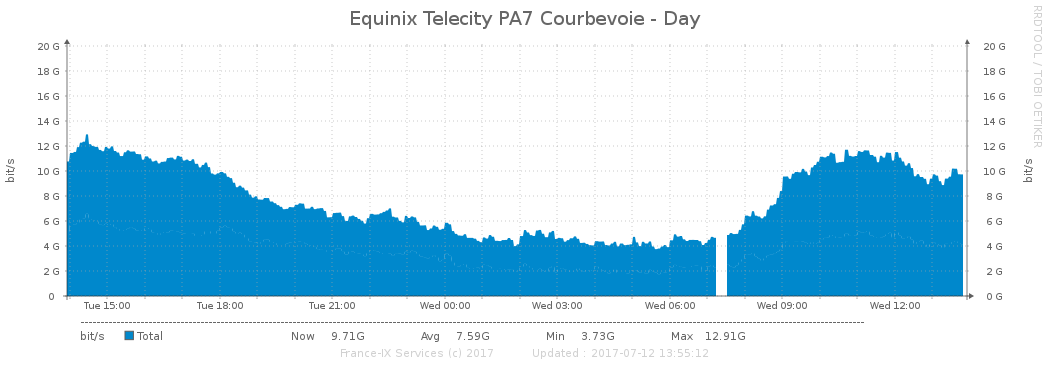 Equinix Telecity PA7 Courbevoie - Day
RRDTOOL / TOBI OETIKER
bit/s
20 G
18 G
16 G
14 G
12 G
10 G
8 G
6 G
4 G
2 G
0
20 G
18 G
16 G
14 G
12 G
10 G
8 G
6 G
4 G
2 G
0 G
bit/s
Tue 15:00 Tue 18:00 Tue 21:00 Wed 00:00 Wed 03:00 Wed 06:00 Wed 09:00 Wed 12:00
bit/s Total Now 9.71G Avg 7.59G Min 3.73G Max 12.91G
France-IX Services (c) 2017 Updated : 2017-07-12 13:55:12